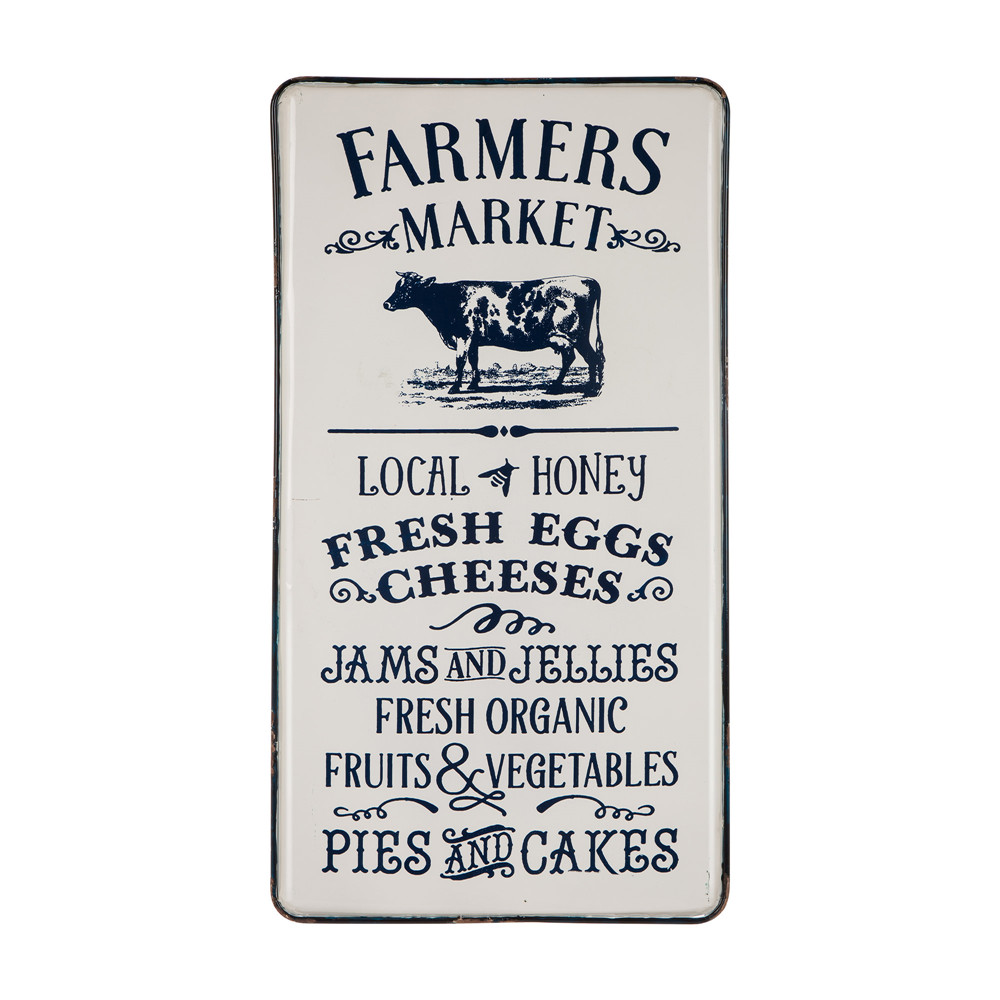 FARMERS
MARKET
LOCAL HONEY
FRESH EGGS
CHEESES
JAMS AND JELLIES
FRESH ORGANIC
FRUITS & VEGETABLES
PIES AND CAKES